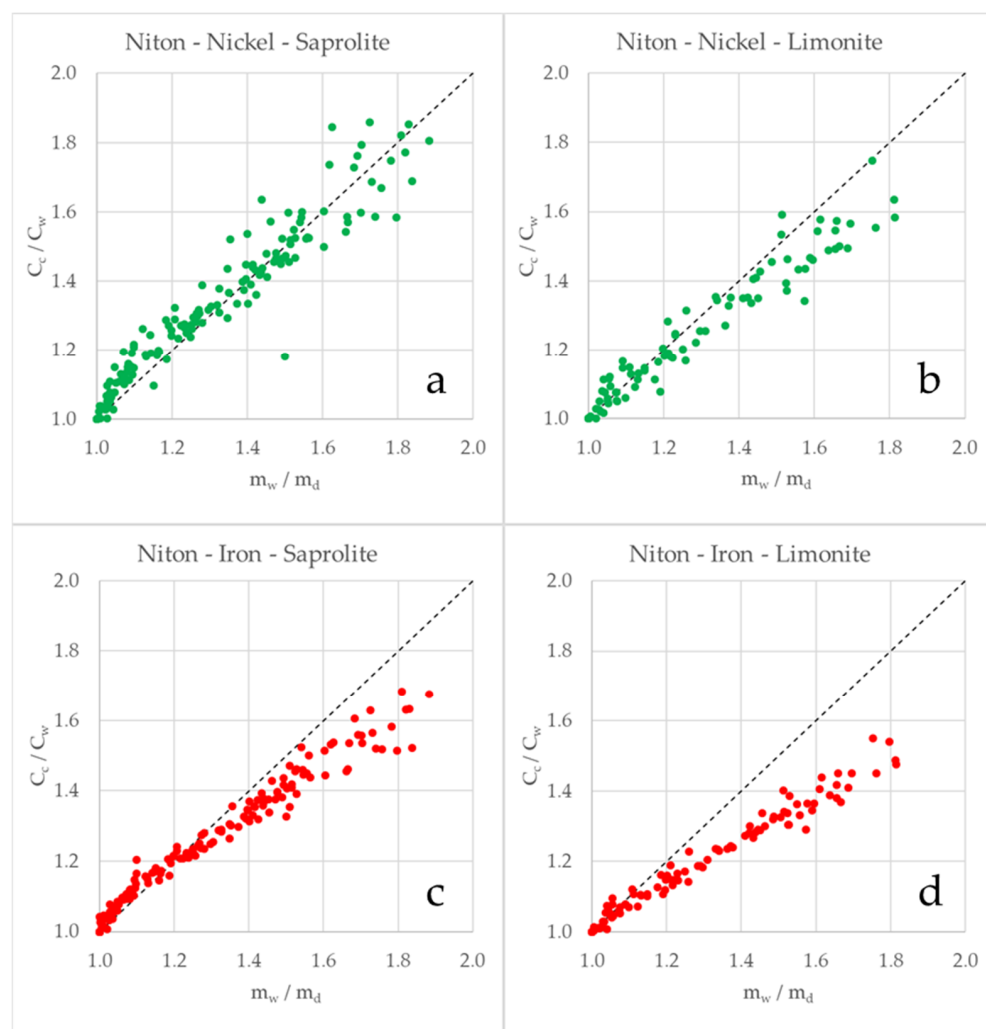 Niton - Nickel - Saprolite
2.0
1.8
1.6
1.4
1.2
1.0
Cc / Cw
1.0 1.2 1.4 1.6 1.8 2.0
mw / md
a
Niton - Nickel - Limonite
2.0
1.8
1.6
1.4
1.2
1.0
Cc / Cw
1.0 1.2 1.4 1.6 1.8 2.0
mw / md
b
Niton - Iron - Saprolite
2.0
1.8
1.6
1.4
1.2
1.0
Cc / Cw
1.0 1.2 1.4 1.6 1.8 2.0
mw / md
c
Niton - Iron - Limonite
2.0
1.8
1.6
1.4
1.2
1.0
Cc / Cw
1.0 1.2 1.4 1.6 1.8 2.0
mw / md
d